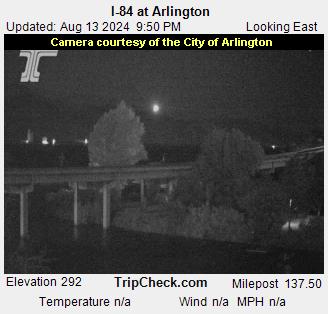 I-84 at Arlington
Updated: Aug 13 2024 9:50 PM Looking East
Camera courtesy of the City of Arlington
Elevation 292 TripCheck.com Milepost 137.50
Temperature n/a Wind n/a MPH n/a